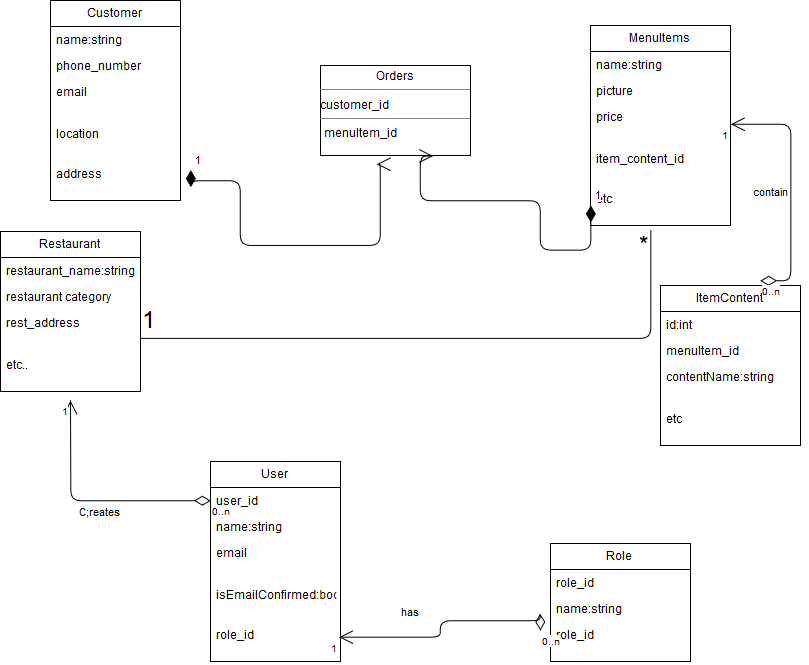 Customer
name:string
phone_number
email
location
address
1
Orders
customer_id
menuItem_id
MenuItems
name:string
picture
price
item_content_id
etc
1
1
*
contain
0..n
ItemContent
id:int
menuItem_id
contentName:string
etc
Restaurant
restaurant_name:string
restaurant category
rest_address
etc..
1
1
C;reates
0..n
User
user_id
name:string
email
isEmailConfirmed:boo
role_id
1
has
0..n
Role
role_id
name:string
role_id